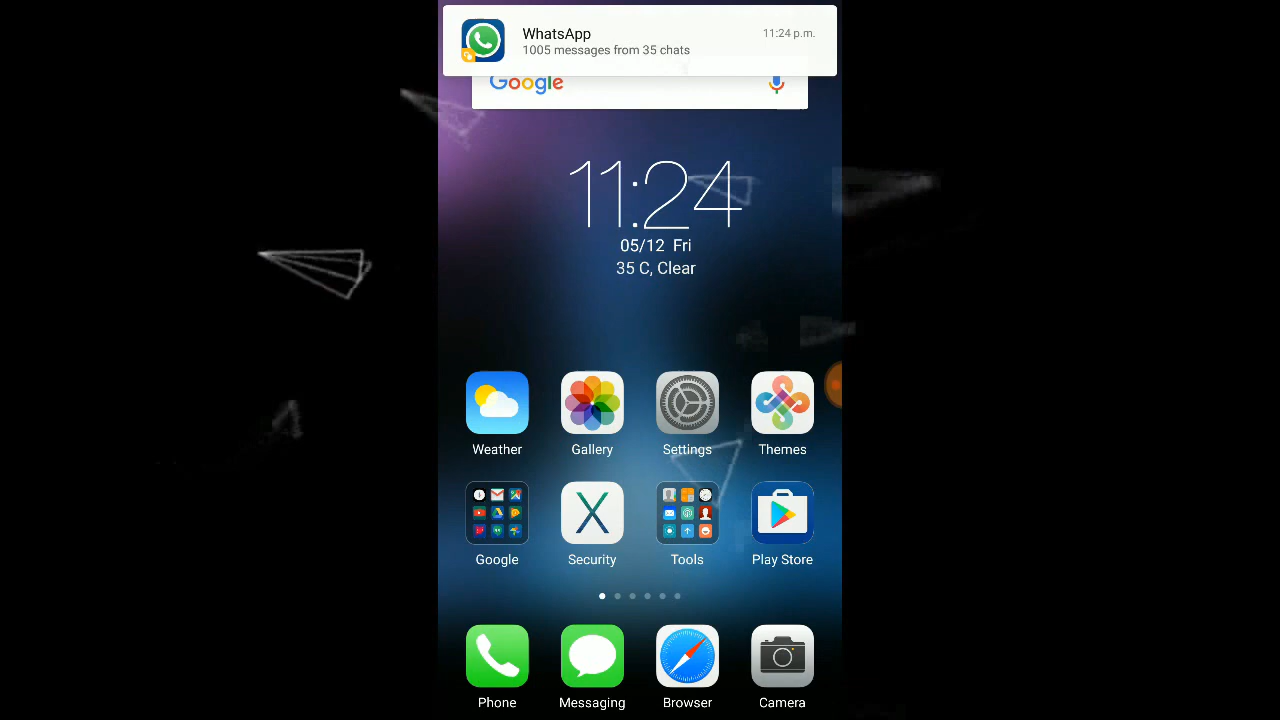 WhatsApp
11:24 p.m.
1005 messages from 35 chats
Google
11:24
05/12 Fri
35 C, Clear
Weather
Gallery
Settings
Themes
Google
Security
Tools
Play Store
Phone
Messaging
Browser
Camera